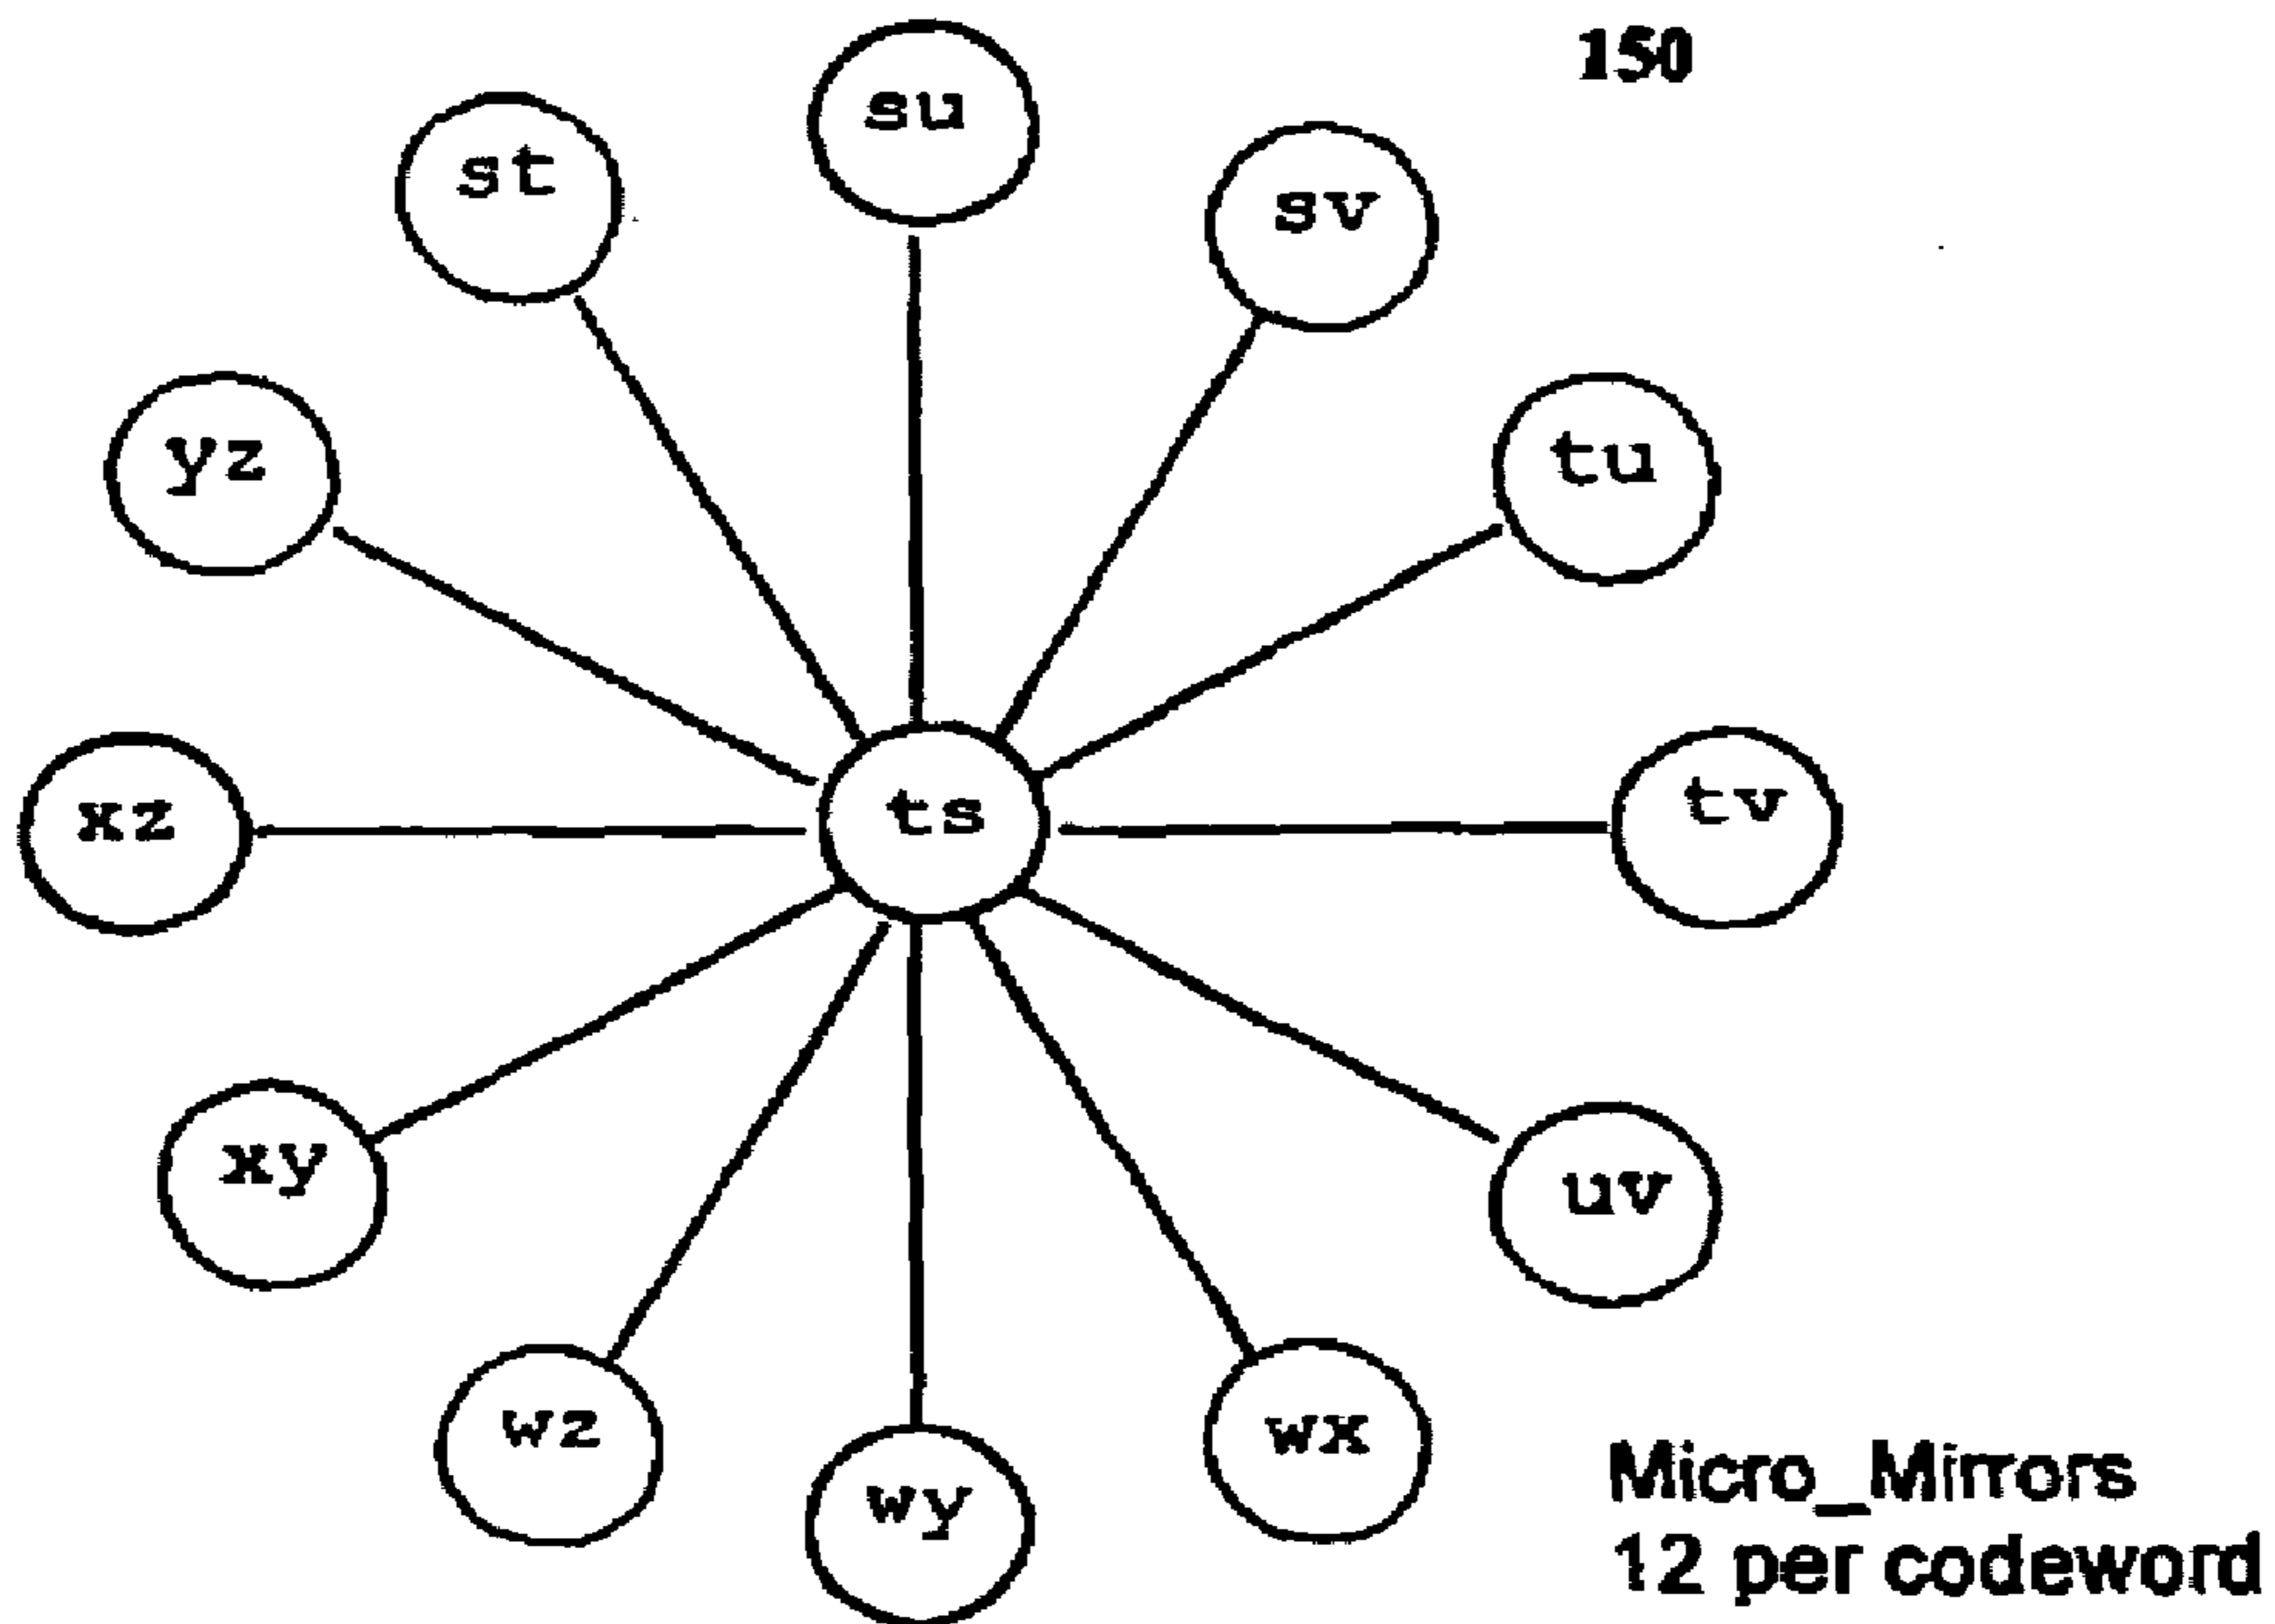 150
su
st
sv
yz
tu
xz
ts
tv
xy
uv
wz
wy
wx
Micro_Mirrors
12 per codeword